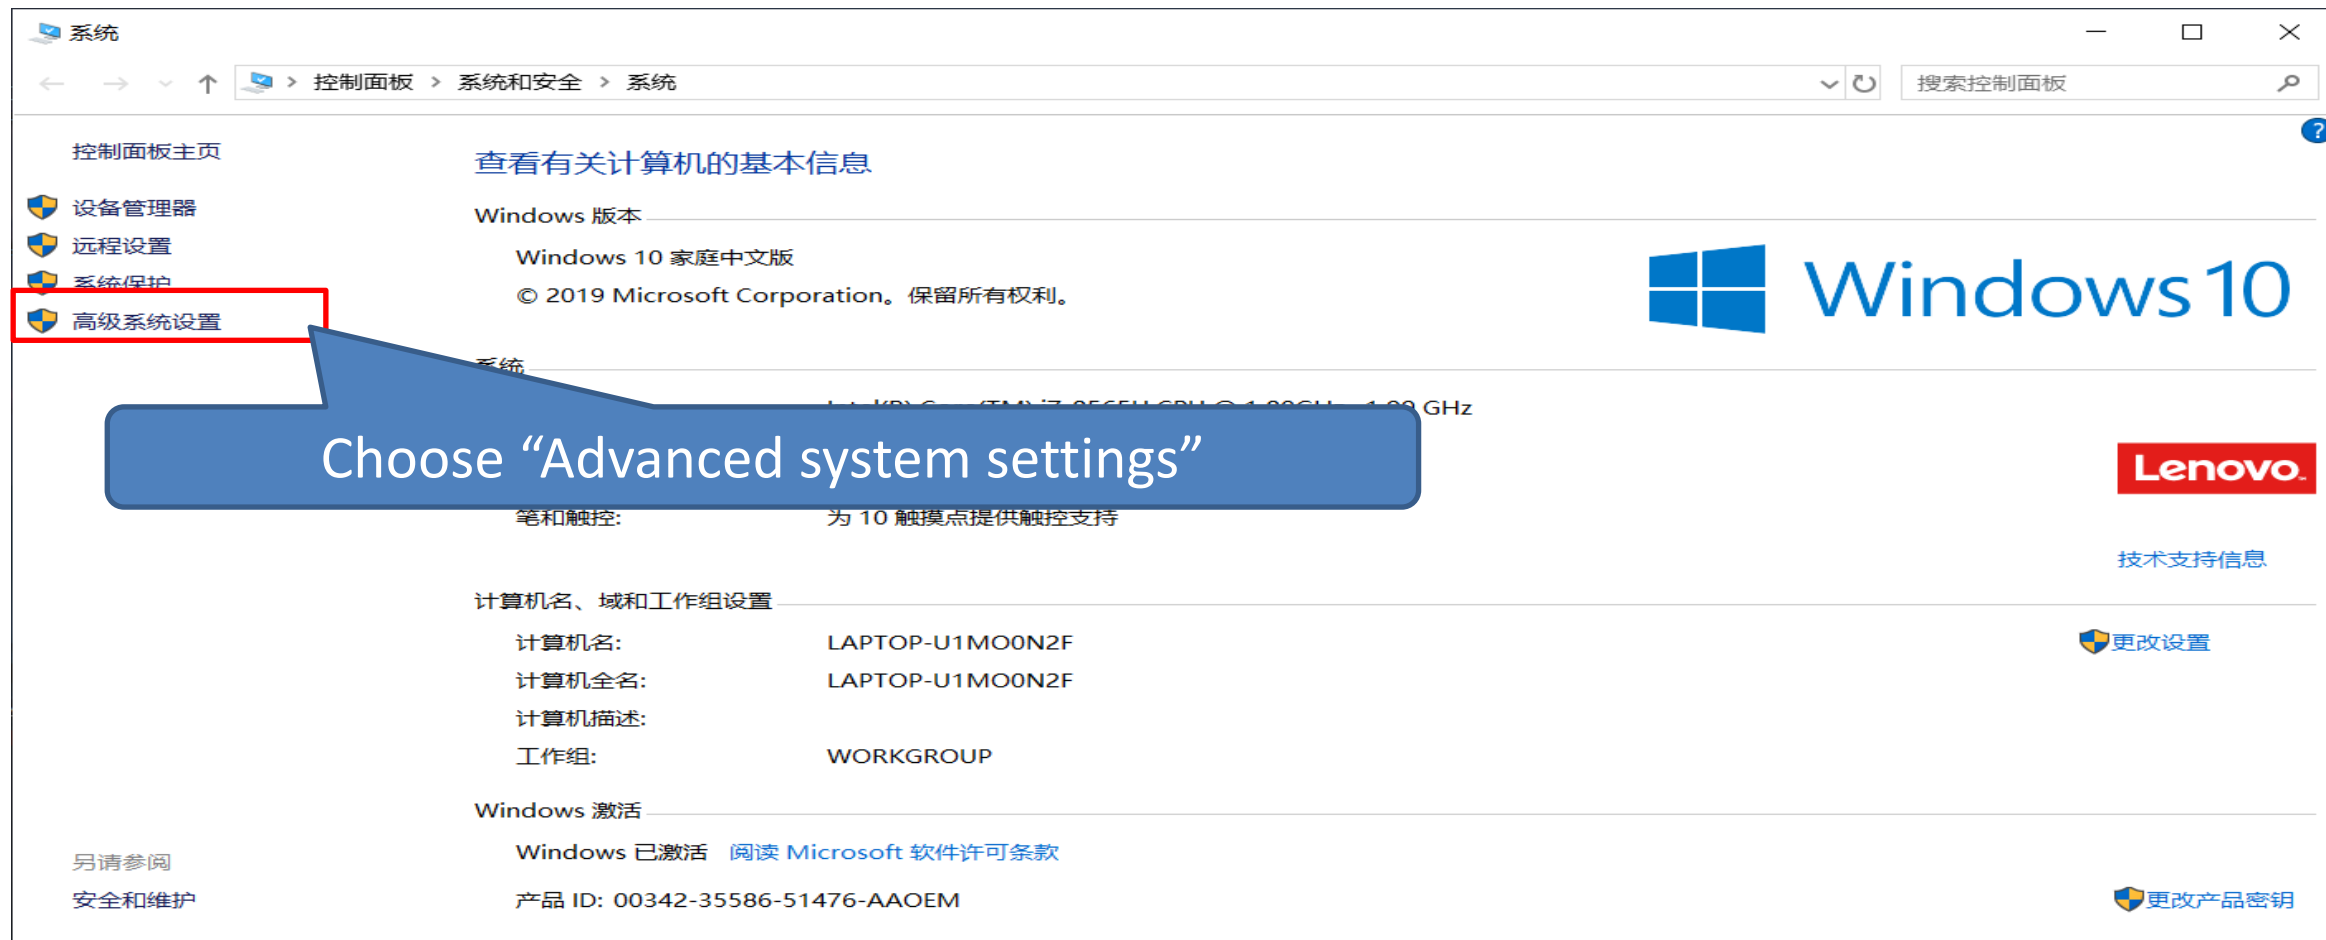 系统
控制面板 > 系统和安全 > 系统
搜索控制面板
控制面板主页
设备管理器
远程设置
系统保护
高级系统设置
查看有关计算机的基本信息
Windows 版本
Windows 10 家庭中文版
© 2019 Microsoft Corporation。保留所有权利。
Windows 10
系统
GHz
Choose “Advanced system settings”
Lenovo.
笔和触控: 为 10 触摸点提供触控支持
技术支持信息
计算机名、域和工作组设置
计算机名: LAPTOP-U1MO0N2F
更改设置
计算机全名: LAPTOP-U1MO0N2F
计算机描述:
工作组: WORKGROUP
Windows 激活
Windows 已激活 阅读 Microsoft 软件许可条款
产品 ID: 00342-35586-51476-AAOEM
更改产品密钥
另请参阅
安全和维护